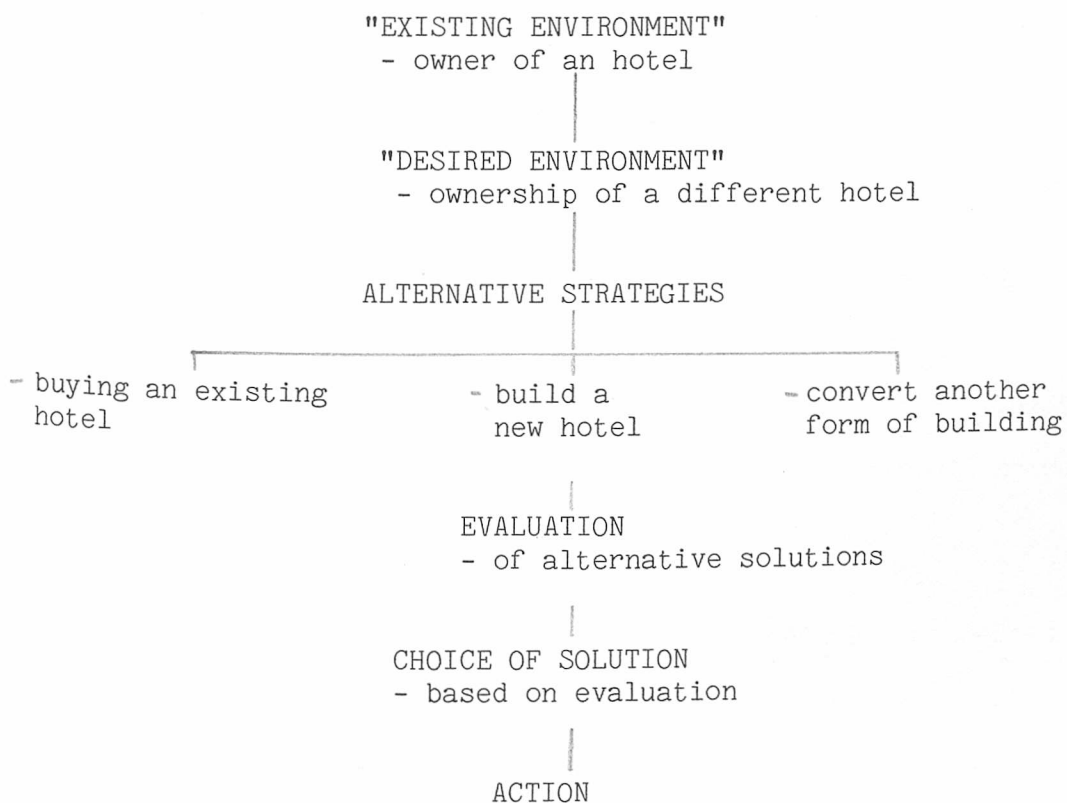 "EXISTING ENVIRONMENT"
- owner of an hotel
"DESIRED ENVIRONMENT"
- ownership of a different hotel
ALTERNATIVE STRATEGIES
- buying an existing
hotel
- build a
new hotel
- convert another
form of building
EVALUATION
- of alternative solutions
CHOICE OF SOLUTION
- based on evaluation
ACTION